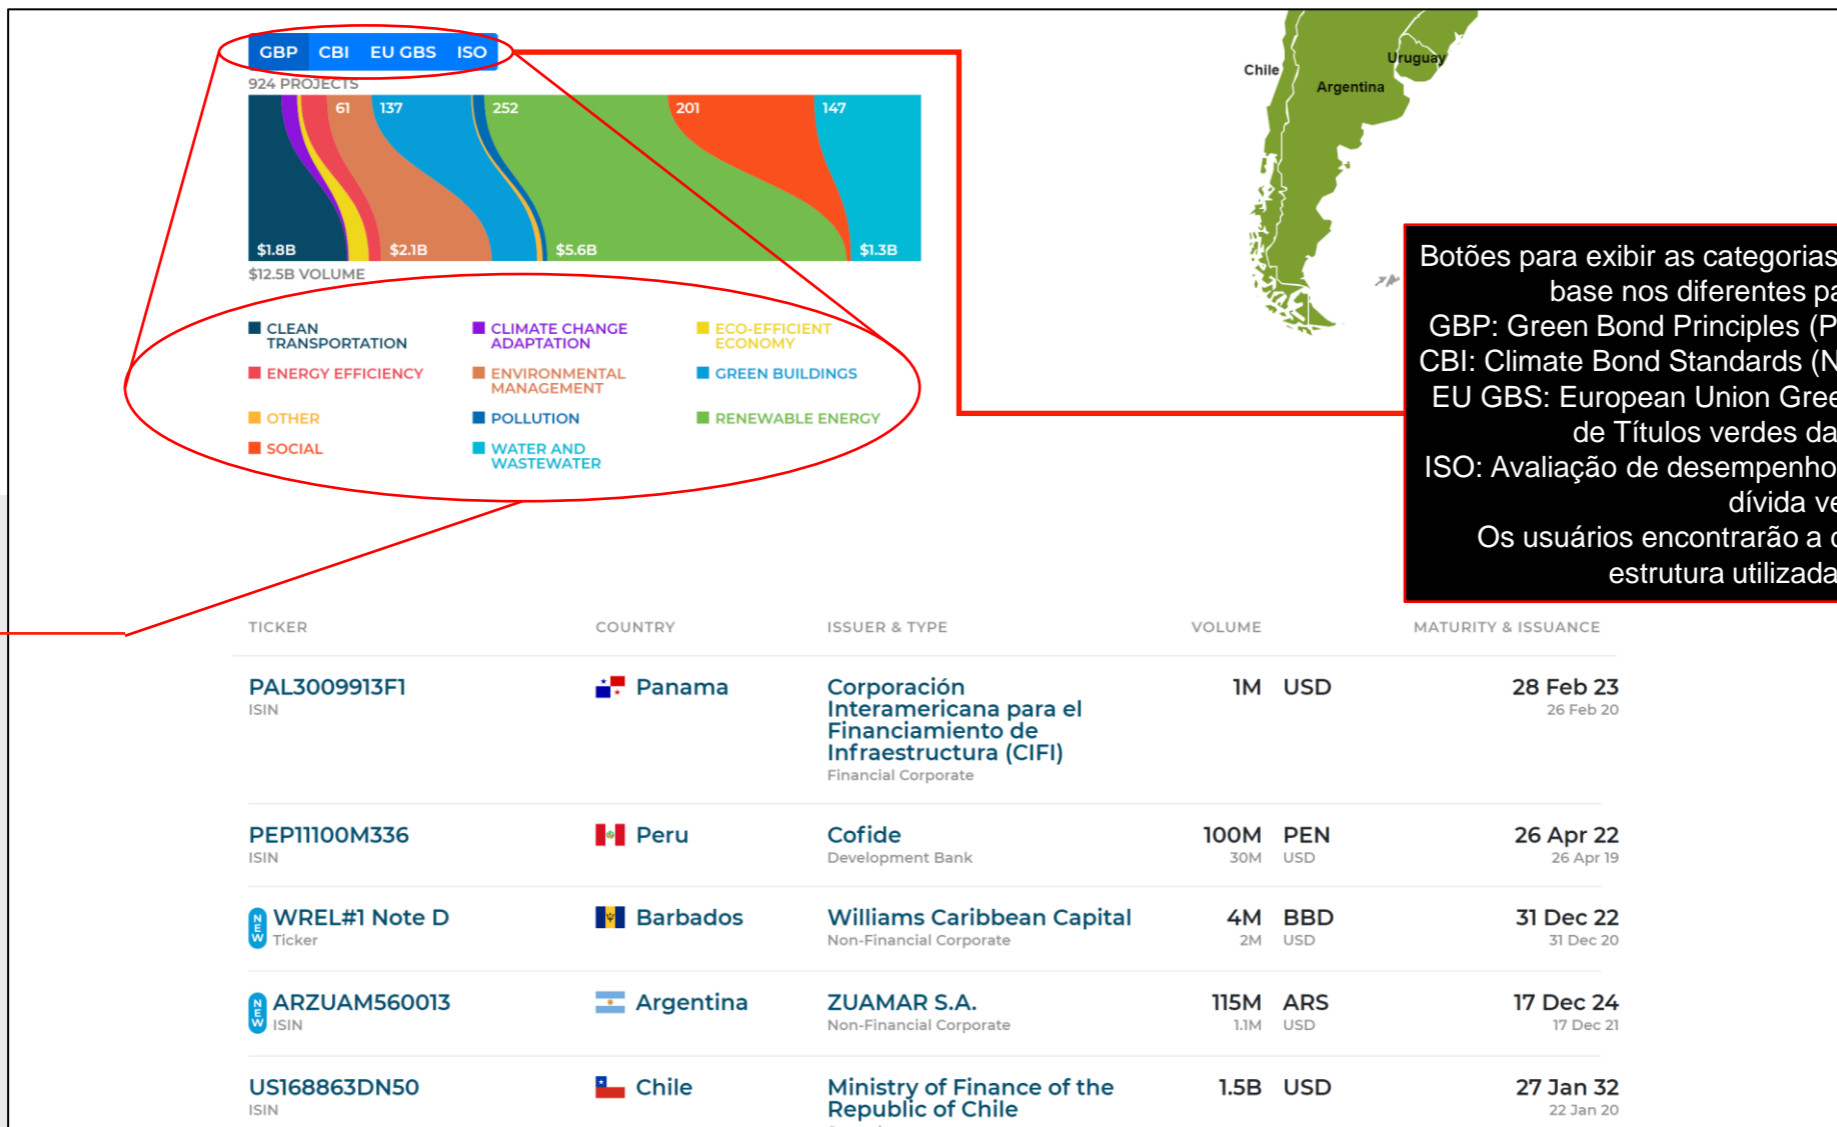 GBP CBI EU GBS ISO
924 PROJECTS
61 137 252 201 147
$1.8B $2.1B $5.6B $1.3B
$12.5B VOLUME
CLEAN
TRANSPORTATION
CLIMATE CHANGE
ADAPTATION
ECO-EFFICIENT
ECONOMY
ENERGY EFFICIENCY
ENVIRONMENTAL
MANAGEMENT
GREEN BUILDINGS
OTHER
POLLUTION
RENEWABLE ENERGY
SOCIAL
WATER AND
WASTEWATER
Chile
Uruguay
Argentina
Botões para exibir as categorias
base nos diferentes pa
GBP: Green Bond Principles (P
CBI: Climate Bond Standards (N
EU GBS: European Union Gree
de Títulos verdes da
ISO: Avaliação de desempenho
dívida ve
Os usuários encontrarão a
estrutura utilizada
TICKER COUNTRY ISSUER & TYPE VOLUME MATURITY & ISSUANCE
PAL3009913F1 Panama Corporación 1M USD 28 Feb 23
ISIN Interamericana para el 26 Feb 20
Financiamiento de
Infraestructura (CIFI)
Financial Corporate
PEP11100M336 Peru Cofide 100M PEN 26 Apr 22
ISIN Development Bank 30M USD 26 Apr 19
NEW WREL#1 Note D Barbados Williams Caribbean Capital 4M BBD 31 Dec 22
Ticker Non-Financial Corporate 2M USD 31 Dec 20
NEW ARZUAM560013 Argentina ZUAMAR S.A. 115M ARS 17 Dec 24
ISIN Non-Financial Corporate 1.1M USD 17 Dec 21
US168863DN50 Chile Ministry of Finance of the 1.5B USD 27 Jan 32
ISIN Republic of Chile 22 Jan 20